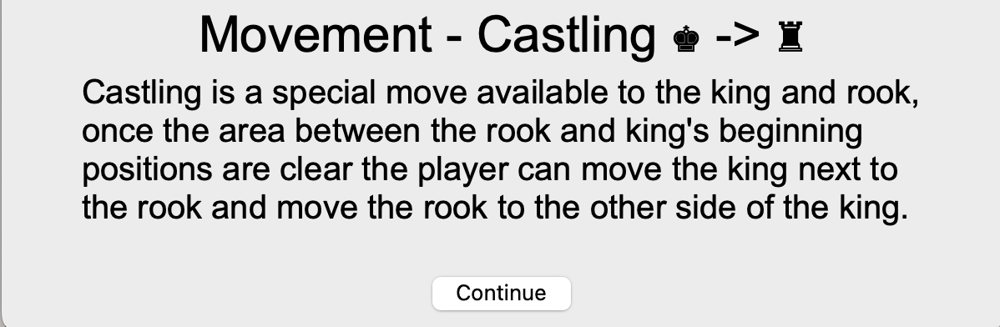 Movement - Castling ♚ -> ♜
Castling is a special move available to the king and rook,
once the area between the rook and king's beginning
positions are clear the player can move the king next to
the rook and move the rook to the other side of the king.
Continue